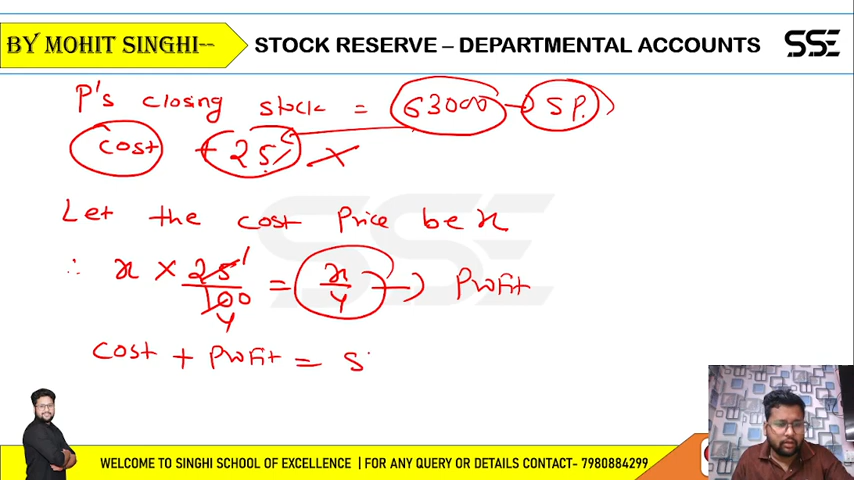 BY MOHIT SINGHI--
STOCK RESERVE – DEPARTMENTAL ACCOUNTS
SSE
P's closing stock = 63000 → S P.
cost + 25% ×
Let the cost Price be x
∴ x × 25/100 1 4 = x/4 → Profit
cost + Profit = S
SSE
WELCOME TO SINGHI SCHOOL OF EXCELLENCE | FOR ANY QUERY OR DETAILS CONTACT- 7980884299